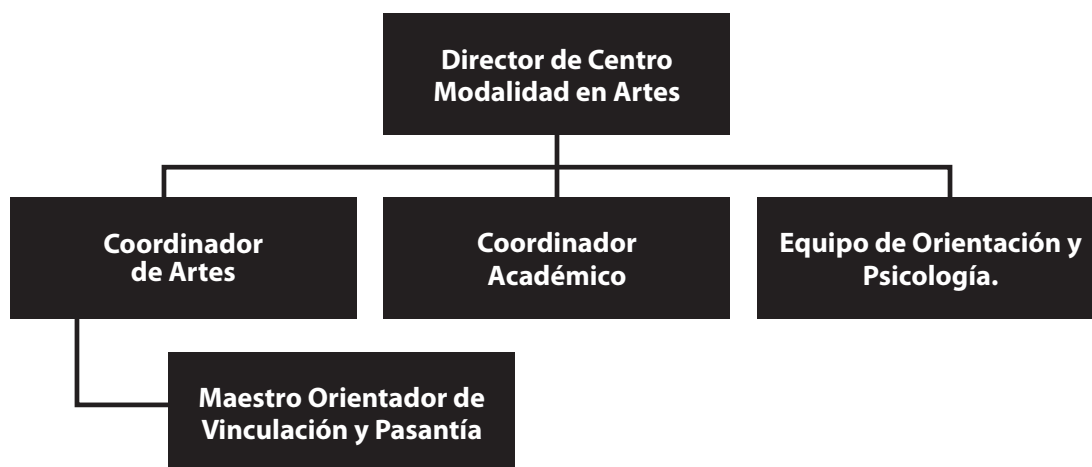 Director de Centro
Modalidad en Artes
Coordinador
de Artes
Coordinador
Académico
Equipo de Orientación y
Psicología.
Maestro Orientador de
Vinculación y Pasantía